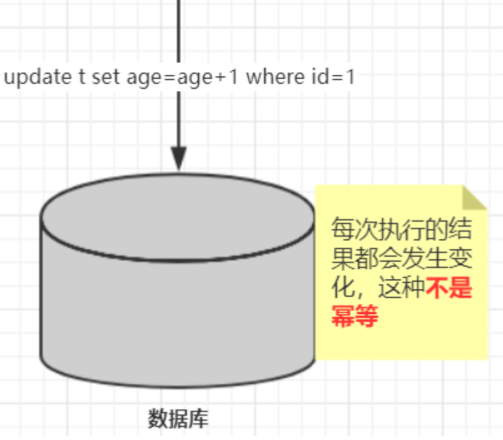 update t set age=age+1 where id=1
每次执行的结
果都会发生变
化，这种不是
幂等
数据库